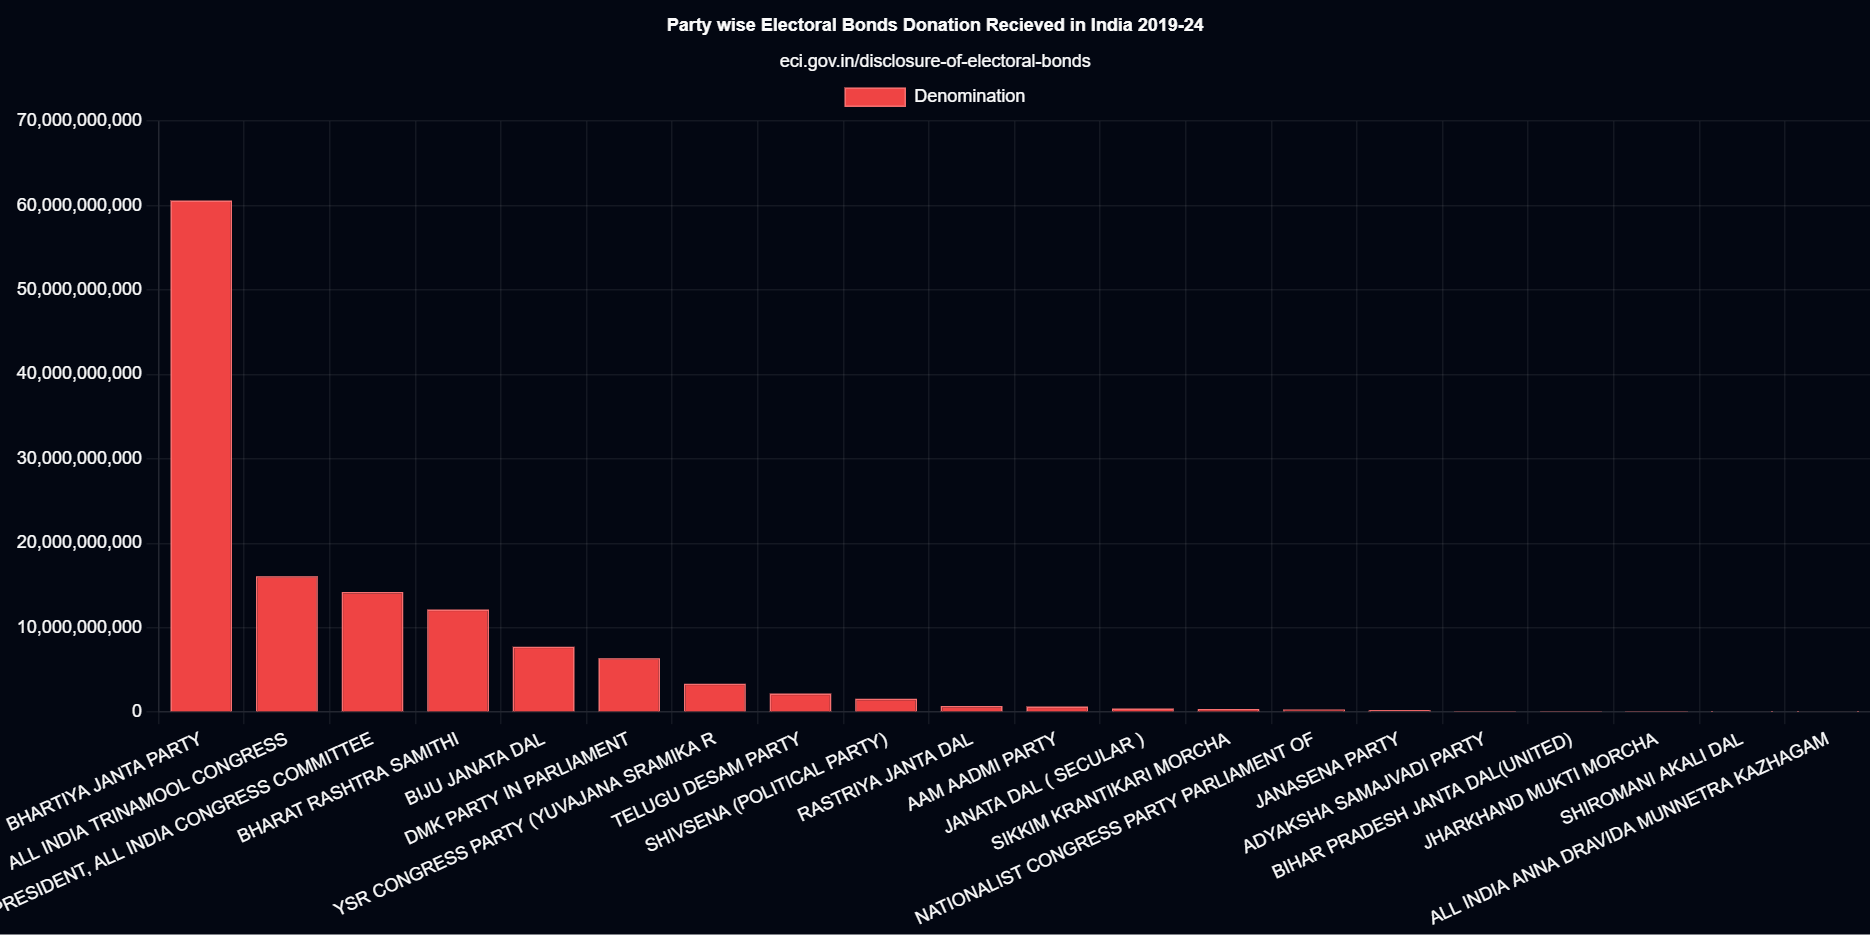 Party wise Electoral Bonds Donation Recieved in India 2019-24
eci.gov.in/disclosure-of-electoral-bonds
Denomination
70,000,000,000
60,000,000,000
50,000,000,000
40,000,000,000
30,000,000,000
20,000,000,000
10,000,000,000
0
BHARTIYA JANTA PARTY
ALL INDIA TRINAMOOL CONGRESS
PRESIDENT, ALL INDIA CONGRESS COMMITTEE
BHARAT RASHTRA SAMITHI
BIJU JANATA DAL
DMK PARTY IN PARLIAMENT
YSR CONGRESS PARTY (YUVAJANA SRAMIKA R
TELUGU DESAM PARTY
SHIVSENA (POLITICAL PARTY)
RASTRIYA JANTA DAL
AAM AADMI PARTY
JANATA DAL ( SECULAR )
SIKKIM KRANTIKARI MORCHA
NATIONALIST CONGRESS PARTY PARLIAMENT OF
JANASENA PARTY
ADYAKSHA SAMAJVADI PARTY
BIHAR PRADESH JANTA DAL(UNITED)
JHARKHAND MUKTI MORCHA
SHIROMANI AKALI DAL
ALL INDIA ANNA DRAVIDA MUNNETRA KAZHAGAM